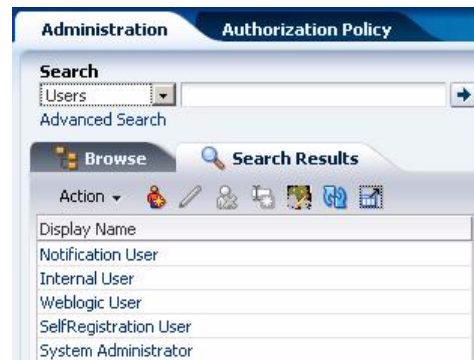 Administration Authorization Policy
Search
Users
Advanced Search
Browse Search Results
Action
Display Name
Notification User
Internal User
Weblogic User
SelfRegistration User
System Administrator